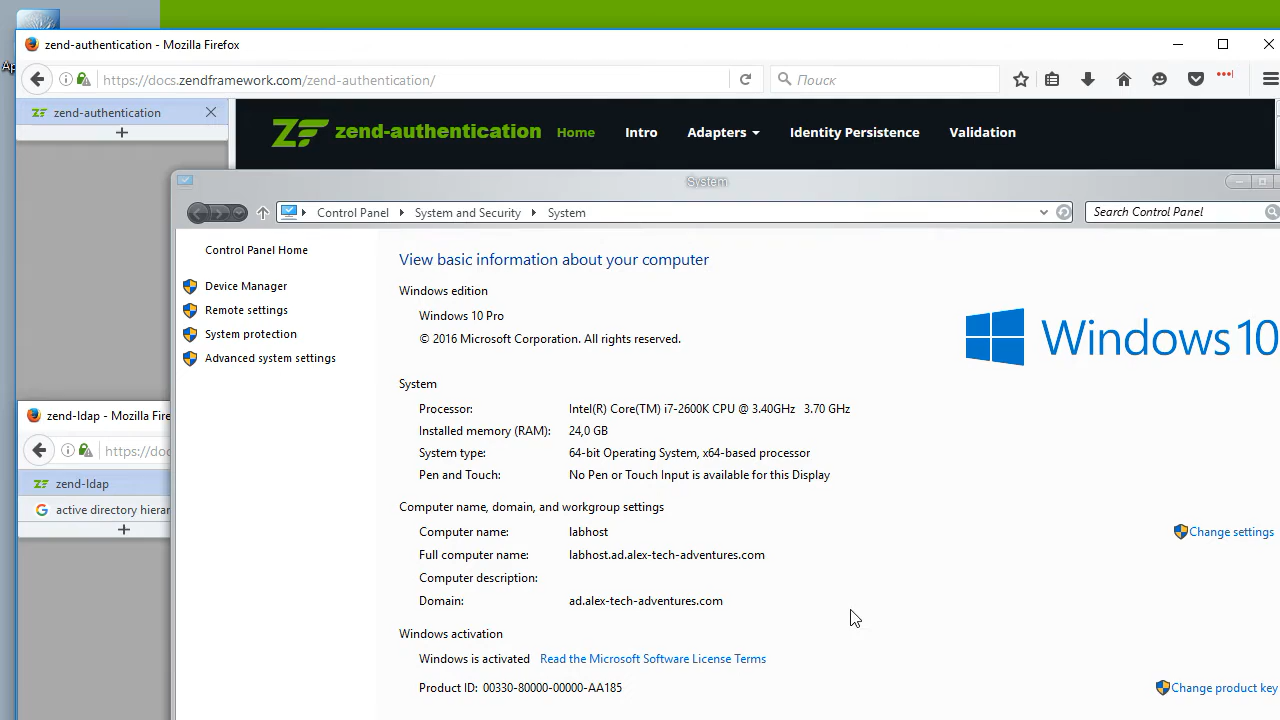 Ap
zend-authentication - Mozilla Firefox
https://docs.zendframework.com/zend-authentication/
Поиск
zend-authentication
+
ZF zend-authentication Home Intro Adapters Identity Persistence Validation
System
Control Panel System and Security System
Search Control Panel
Control Panel Home
Device Manager
Remote settings
System protection
Advanced system settings
View basic information about your computer
Windows edition
Windows 10 Pro
© 2016 Microsoft Corporation. All rights reserved.
Windows 10
System
Processor: Intel(R) Core(TM) i7-2600K CPU @ 3.40GHz 3.70 GHz
Installed memory (RAM): 24,0 GB
System type: 64-bit Operating System, x64-based processor
Pen and Touch: No Pen or Touch Input is available for this Display
Computer name, domain, and workgroup settings
Computer name: labhost
Change settings
Full computer name: labhost.ad.alex-tech-adventures.com
Computer description:
Domain: ad.alex-tech-adventures.com
Windows activation
Windows is activated Read the Microsoft Software License Terms
Product ID: 00330-80000-00000-AA185
Change product key
zend-ldap - Mozilla Fire
https://doc
zend-ldap
active directory hierar
+